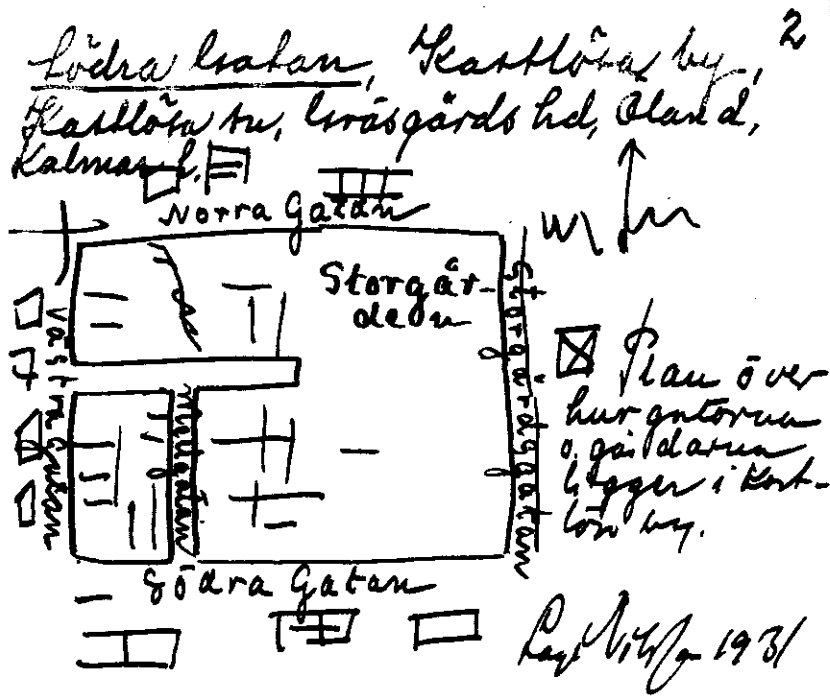 2
Södra Gatan, Kastlösa by,
Kastlösa sn, Gräsgårds hd, Öland,
Kalmar l.
Norra Gatan
Storgår-
den
Västra Gatan
Storgårdsgatan
Plan över
hur gatorna
o. gårdarna
ligger i Kast-
lösa by.
Södra Gatan
1931